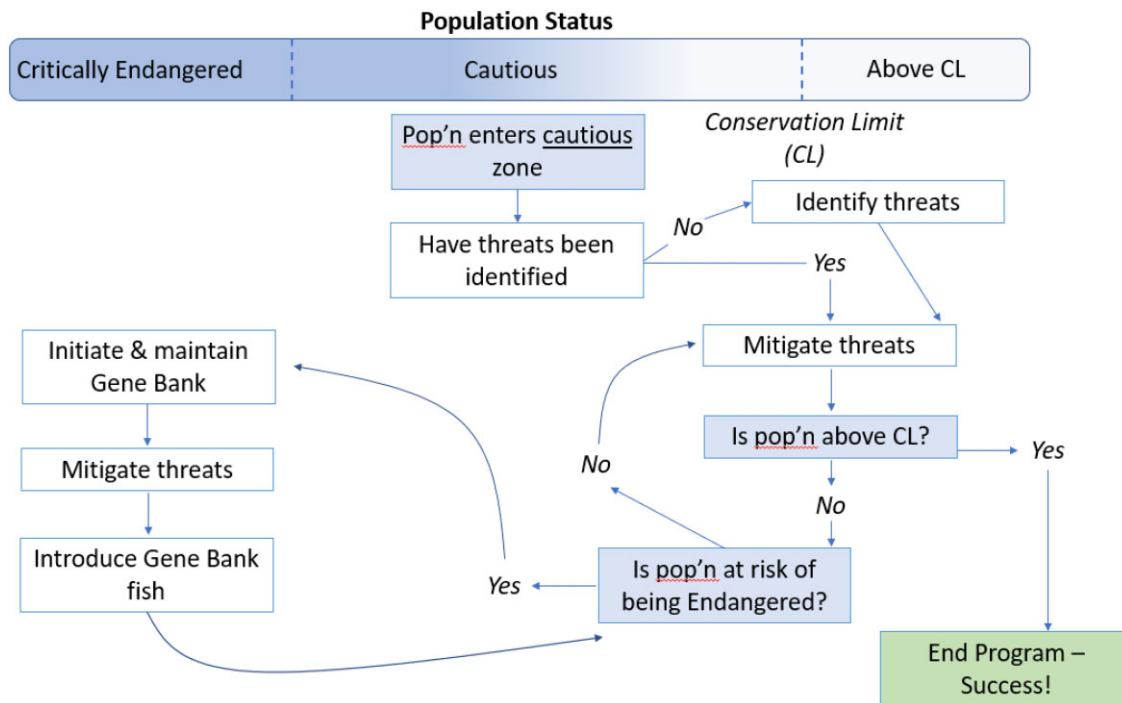 Population Status
Critically Endangered
Cautious
Above CL
Pop'n enters cautious
zone
Conservation Limit
(CL)
Identify threats
No
Have threats been
identified
Yes
Initiate & maintain
Gene Bank
Mitigate threats
Is pop'n above CL?
Yes
Mitigate threats
No
No
Introduce Gene Bank
fish
Yes
Is pop'n at risk of
being Endangered?
End Program –
Success!